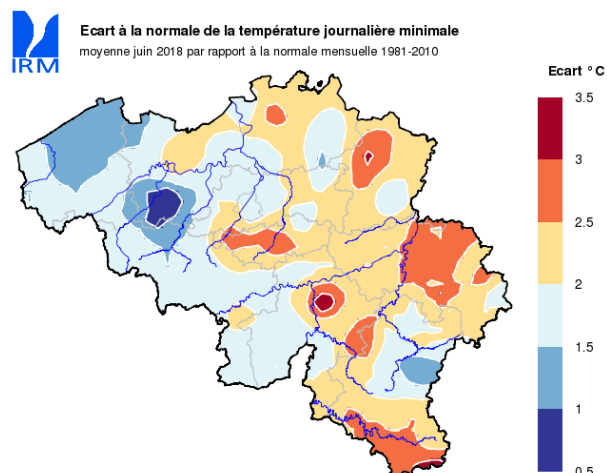 Ecart à la normale de la température journalière minimale
moyenne juin 2018 par rapport à la normale mensuelle 1981-2010
IRM
Ecart °C
3.5
3
2.5
2
1.5
1
0.5